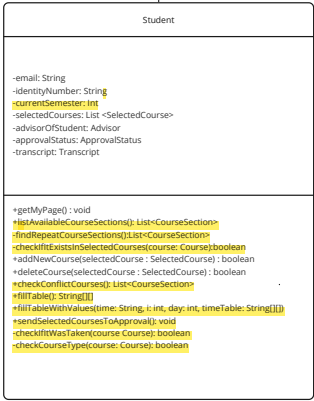 Student
-email: String
-identityNumber: String
-currentSemester: Int
-selectedCourses: List <SelectedCourse>
-advisorOfStudent: Advisor
-approvalStatus: ApprovalStatus
-transcript: Transcript
+getMyPage() : void
+listAvailableCourseSections(): List<CourseSection>
-findRepeatCourseSections():List<CourseSection>
-checkIfItExistsInSelectedCourses(course: Course):boolean
+addNewCourse(selectedCourse : SelectedCourse) : boolean
+deleteCourse(selectedCourse : SelectedCourse) : boolean
+checkConflictCourses(): List<CourseSection>
+fillTable(): String[][]
+fillTableWithValues(time: String, i: int, day: int, timeTable: String[][])
+sendSelectedCoursesToApproval(): void
-checkIfItWasTaken(course Course): boolean
-checkCourseType(course: Course): boolean